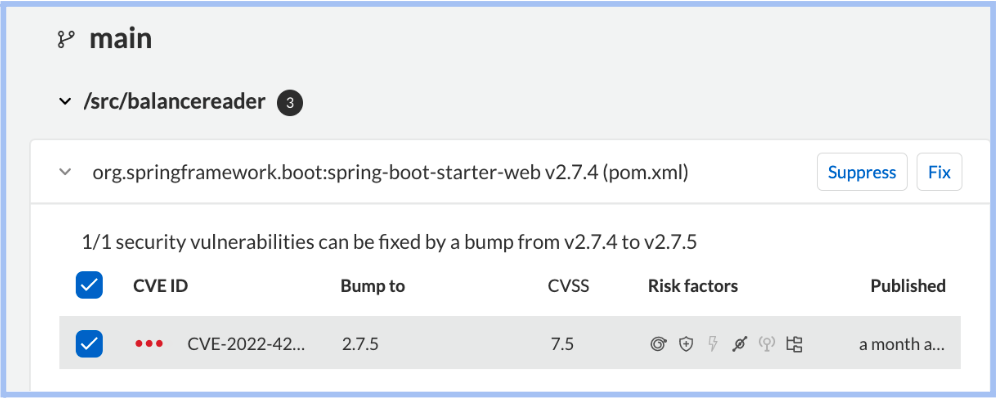 main
/src/balancereader 3
org.springframework.boot:spring-boot-starter-web v2.7.4 (pom.xml) Suppress Fix
1/1 security vulnerabilities can be fixed by a bump from v2.7.4 to v2.7.5
CVE ID Bump to CVSS Risk factors Published
CVE-2022-42... 2.7.5 7.5 a month a...